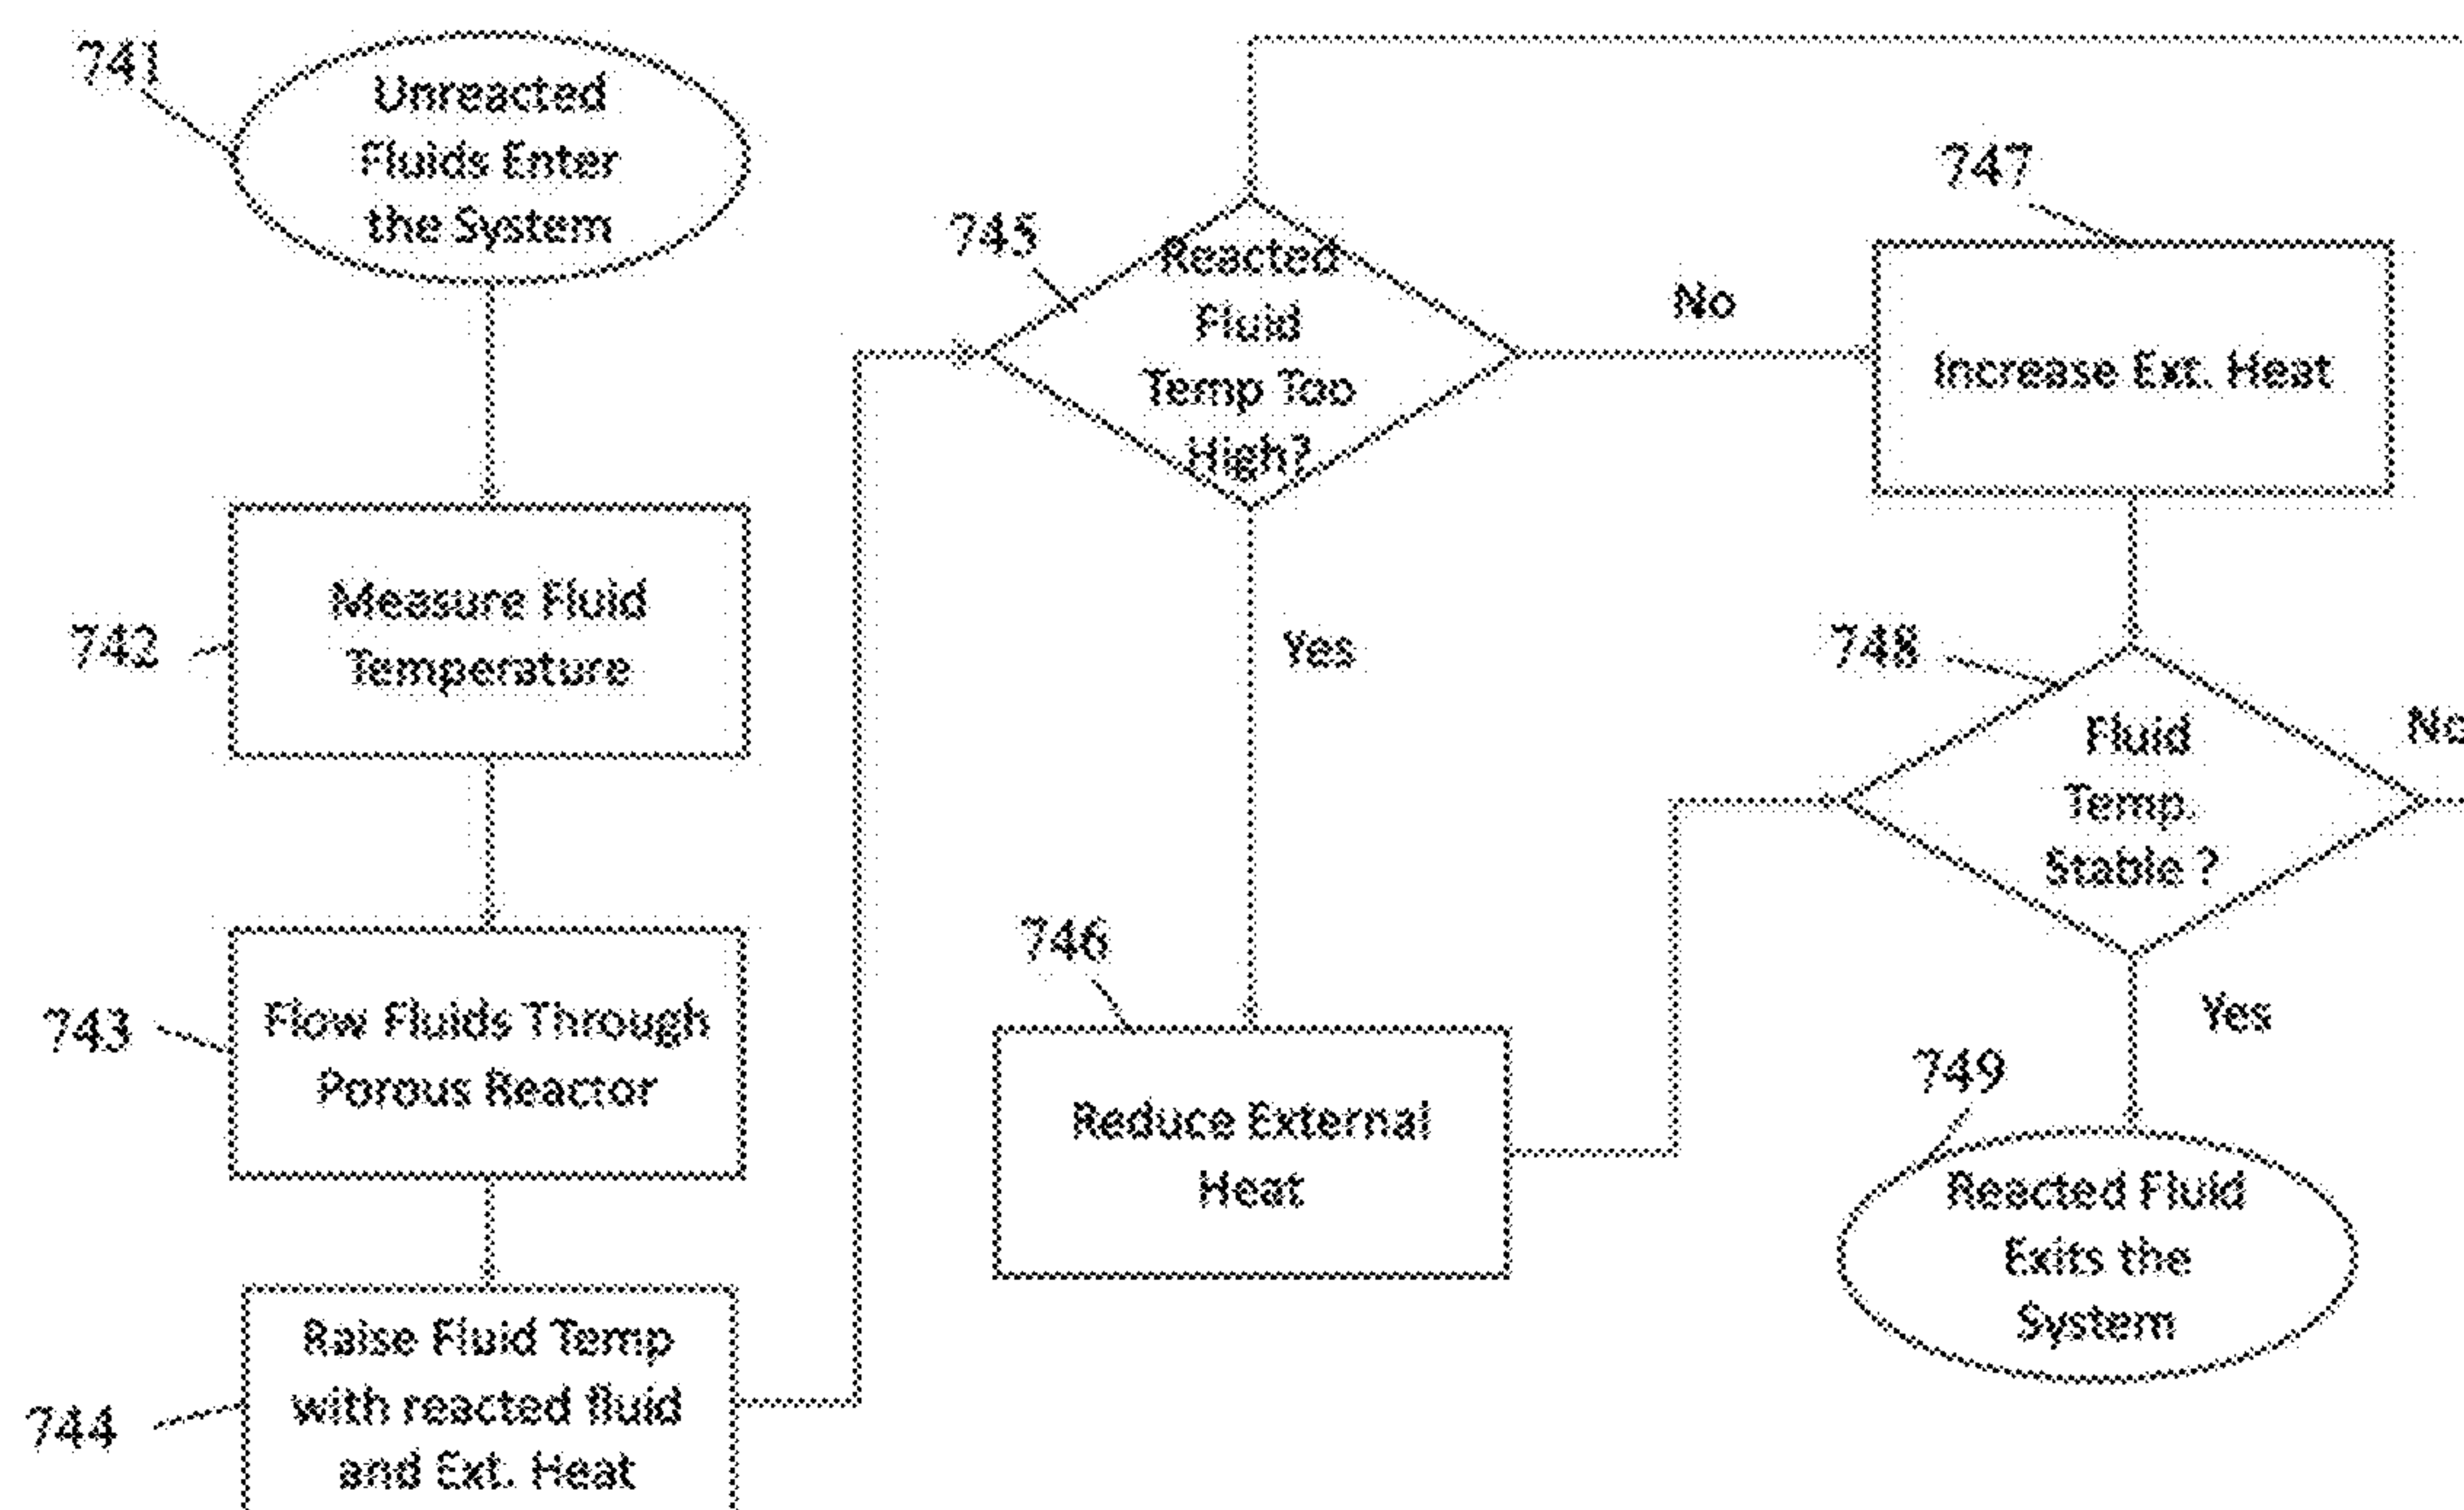 741
Unreacted
Fluids Enter
the System
742
Measure Fluid
Temperature
743
Flow Fluids Through
Porous Reactor
744
Raise Fluid Temp
with reacted fluid
and Ext. Heat
745
Reacted
Fluid
Temp Too
High?
No
Yes
746
Reduce External
Heat
747
Increase Ext. Heat
748
Fluid
Temp.
Stable ?
No
Yes
749
Reacted Fluid
Exits the
System